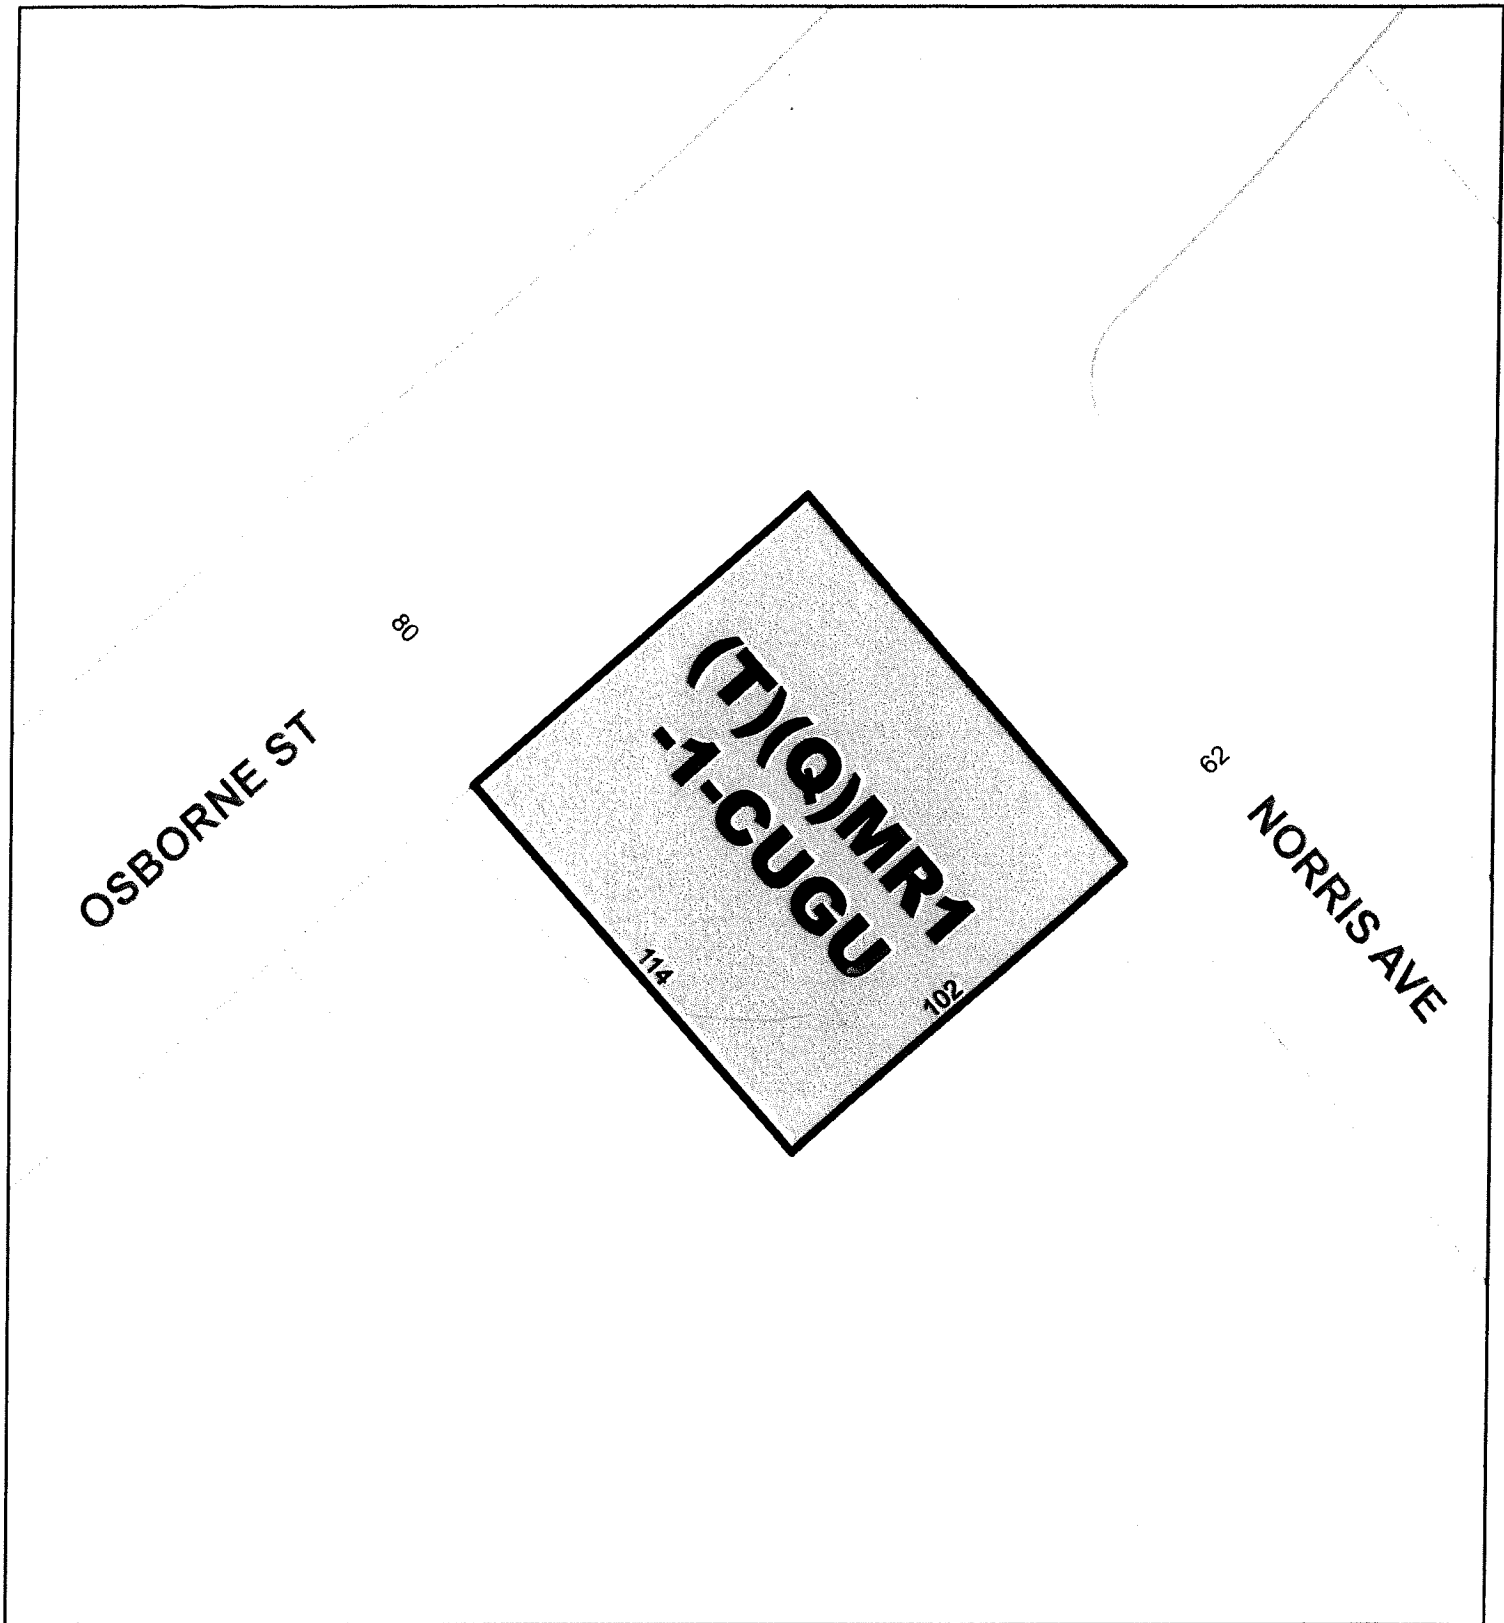 80
OSBORNE ST
(T)(Q)MR1
-1-CUGU
114
102
62
NORRIS AVE